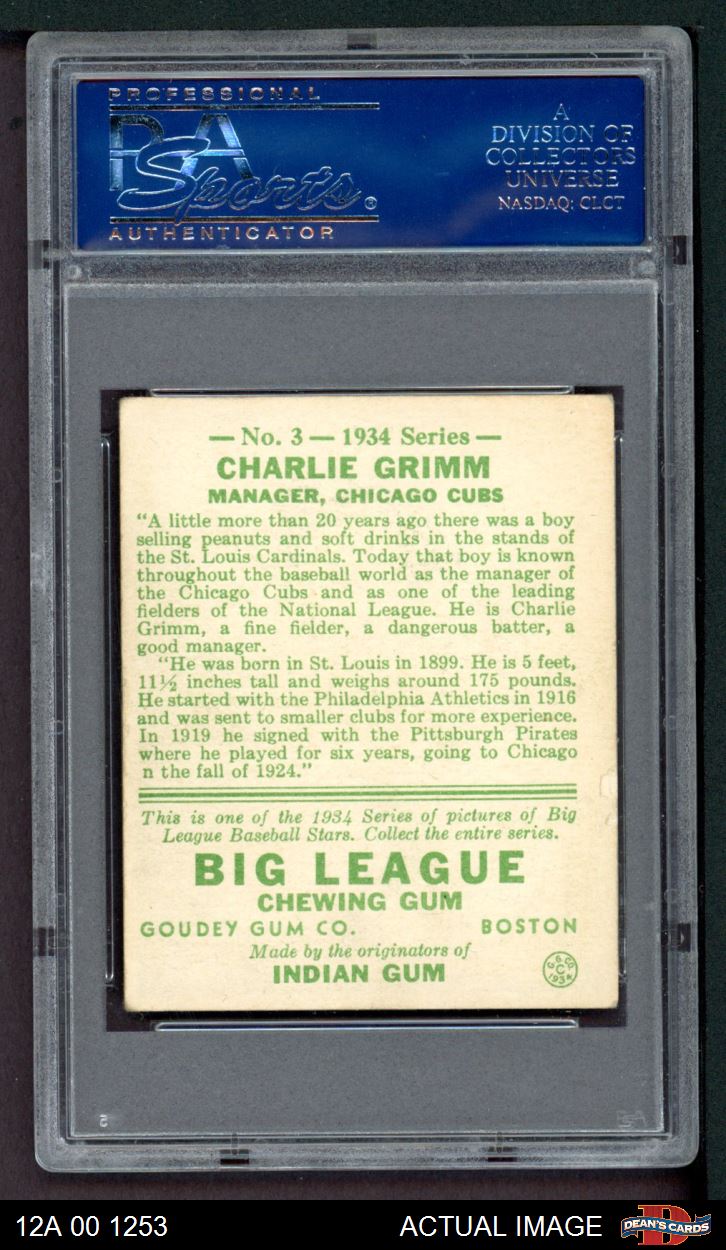 PROFESSIONAL
PSA
Sports®
AUTHENTICATOR
A
DIVISION OF
COLLECTORS
UNIVERSE
NASDAQ: CLCT
— No. 3 — 1934 Series —
CHARLIE GRIMM
MANAGER, CHICAGO CUBS
"A little more than 20 years ago there was a boy
selling peanuts and soft drinks in the stands of
the St. Louis Cardinals. Today that boy is known
throughout the baseball world as the manager of
the Chicago Cubs and as one of the leading
fielders of the National League. He is Charlie
Grimm, a fine fielder, a dangerous batter, a
good manager.
"He was born in St. Louis in 1899. He is 5 feet,
11½ inches tall and weighs around 175 pounds.
He started with the Philadelphia Athletics in 1916
and was sent to smaller clubs for more experience.
In 1919 he signed with the Pittsburgh Pirates
where he played for six years, going to Chicago
n the fall of 1924."
This is one of the 1934 Series of pictures of Big
League Baseball Stars. Collect the entire series.
BIG LEAGUE
CHEWING GUM
GOUDEY GUM CO. BOSTON
Made by the originators of
INDIAN GUM
G.G.CO.
C
1934
12A 00 1253 ACTUAL IMAGE DEAN'S CARDS